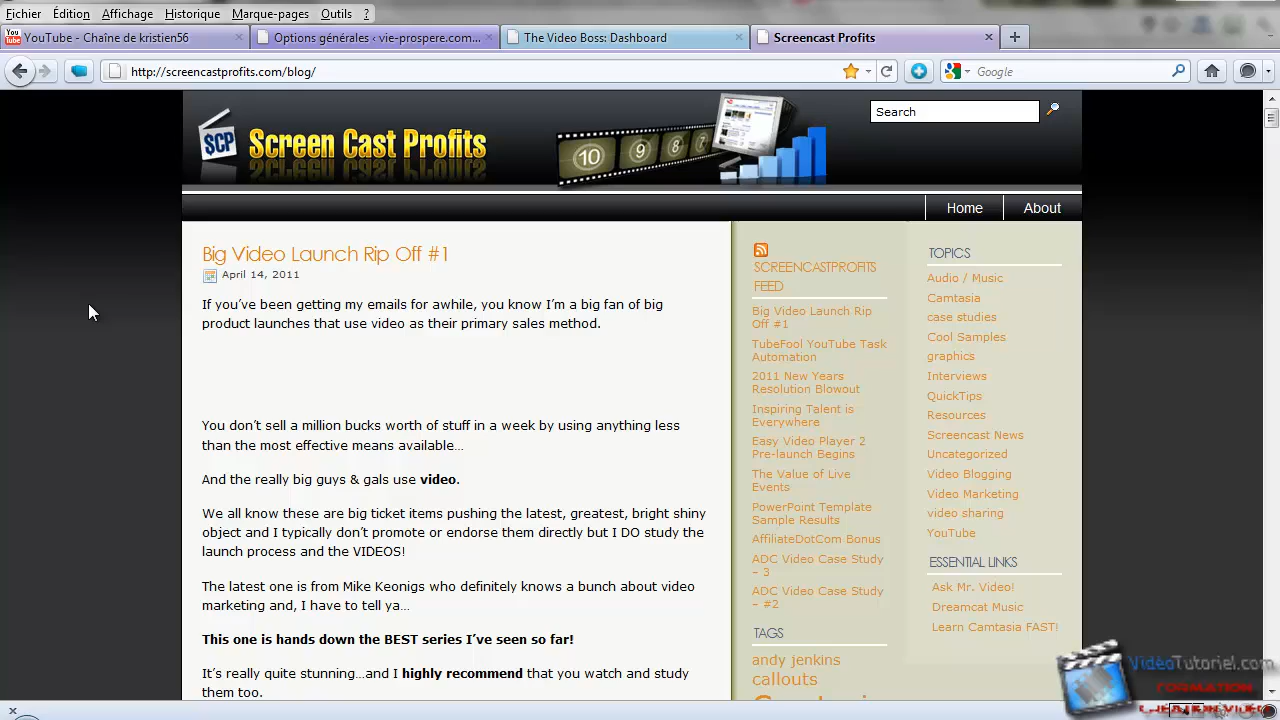 Fichier Édition Affichage Historique Marque-pages Outils ?
YouTube - Chaîne de kristien56
Options générales ‹ vie-prospere.com...
The Video Boss: Dashboard
Screencast Profits
http://screencastprofits.com/blog/
Google
SCP
Screen Cast Profits
10 9 8 7
Search
Home About
Big Video Launch Rip Off #1
April 14, 2011
If you've been getting my emails for awhile, you know I'm a big fan of big
product launches that use video as their primary sales method.
You don't sell a million bucks worth of stuff in a week by using anything less
than the most effective means available…
And the really big guys & gals use video.
We all know these are big ticket items pushing the latest, greatest, bright shiny
object and I typically don't promote or endorse them directly but I DO study the
launch process and the VIDEOS!
The latest one is from Mike Keonigs who definitely knows a bunch about video
marketing and, I have to tell ya…
This one is hands down the BEST series I've seen so far!
It's really quite stunning…and I highly recommend that you watch and study
them too.
SCREENCASTPROFITS
FEED
Big Video Launch Rip
Off #1
TubeFool YouTube Task
Automation
2011 New Years
Resolution Blowout
Inspiring Talent is
Everywhere
Easy Video Player 2
Pre-launch Begins
The Value of Live
Events
PowerPoint Template
Sample Results
AffiliateDotCom Bonus
ADC Video Case Study
– 3
ADC Video Case Study
– #2
TAGS
andy jenkins
callouts
TOPICS
Audio / Music
Camtasia
case studies
Cool Samples
graphics
Interviews
QuickTips
Resources
Screencast News
Uncategorized
Video Blogging
Video Marketing
video sharing
YouTube
ESSENTIAL LINKS
Ask Mr. Video!
Dreamcat Music
Learn Camtasia FAST!
VideoTutoriel.com
FORMATION
CRÉATION VIDEO